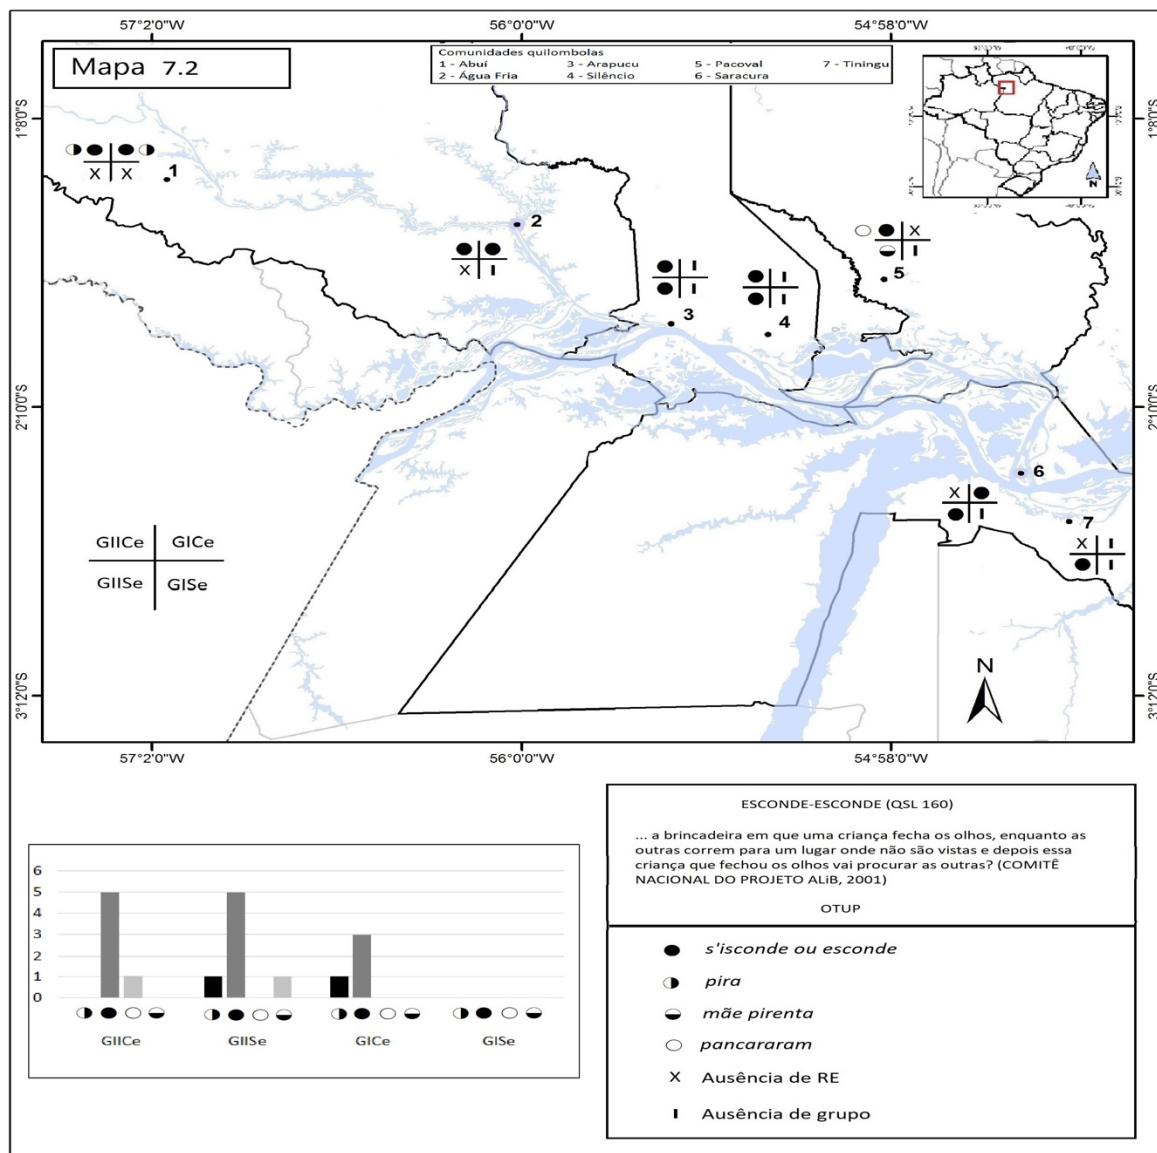 57°2'0"W 56°0'0"W 54°58'0"W
Mapa 7.2
Comunidades quilombolas
1 - Abuí 3 - Arapucu 5 - Pacoval 7 - Tiningu
2 - Água Fria 4 - Silêncio 6 - Saracura
1°8'0"S 1°8'0"S
N
X X
1
2
X I
I
I
3
I
I
4
X
I
5
2°10'0"S 2°10'0"S
6
X
I
7
X I
I
GIICe GICe
GIISe GISe
N
3°12'0"S 3°12'0"S
57°2'0"W 56°0'0"W 54°58'0"W
ESCONDE-ESCONDE (QSL 160)
... a brincadeira em que uma criança fecha os olhos, enquanto as
outras correm para um lugar onde não são vistas e depois essa
criança que fechou os olhos vai procurar as outras? (COMITÊ
NACIONAL DO PROJETO ALiB, 2001)
OTUP
s'isconde ou esconde
pira
mãe pirenta
pancararam
X Ausência de RE
I Ausência de grupo
6
5
4
3
2
1
0
GIICe GIISe GICe GISe